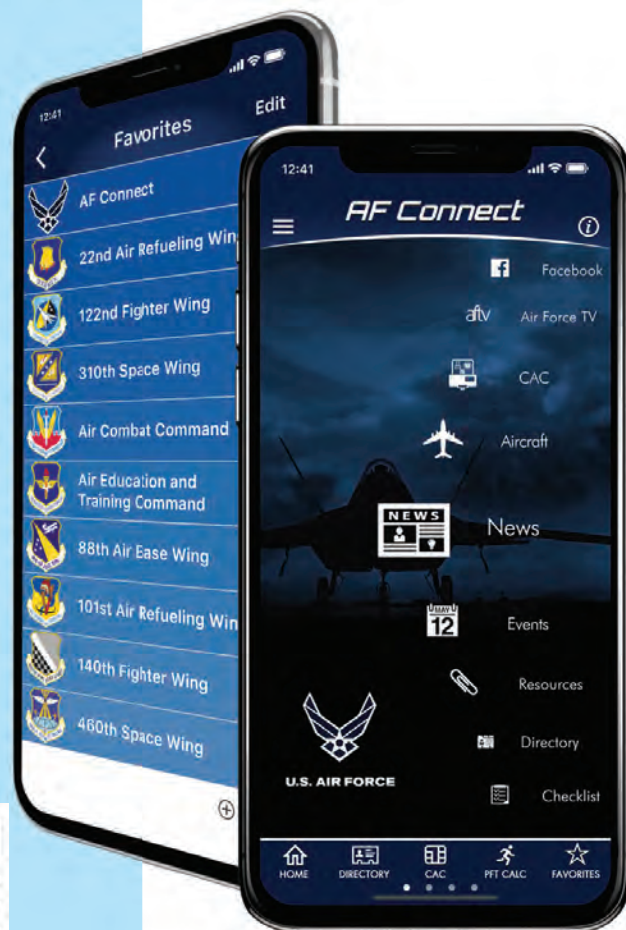 12:41
Favorites
Edit
AF Connect
22nd Air Refueling Win
122nd Fighter Wing
310th Space Wing
Air Combat Command
Air Education and
Training Command
88th Air Ease Wing
101st Air Refueling Win
140th Fighter Wing
460th Space Wing
12:41
AF Connect
Facebook
aftv
Air Force TV
CAC
Aircraft
NEWS
News
MAY
12
Events
Resources
Directory
Checklist
U.S. AIR FORCE
HOME
DIRECTORY
CAC
PFT CALC
FAVORITES